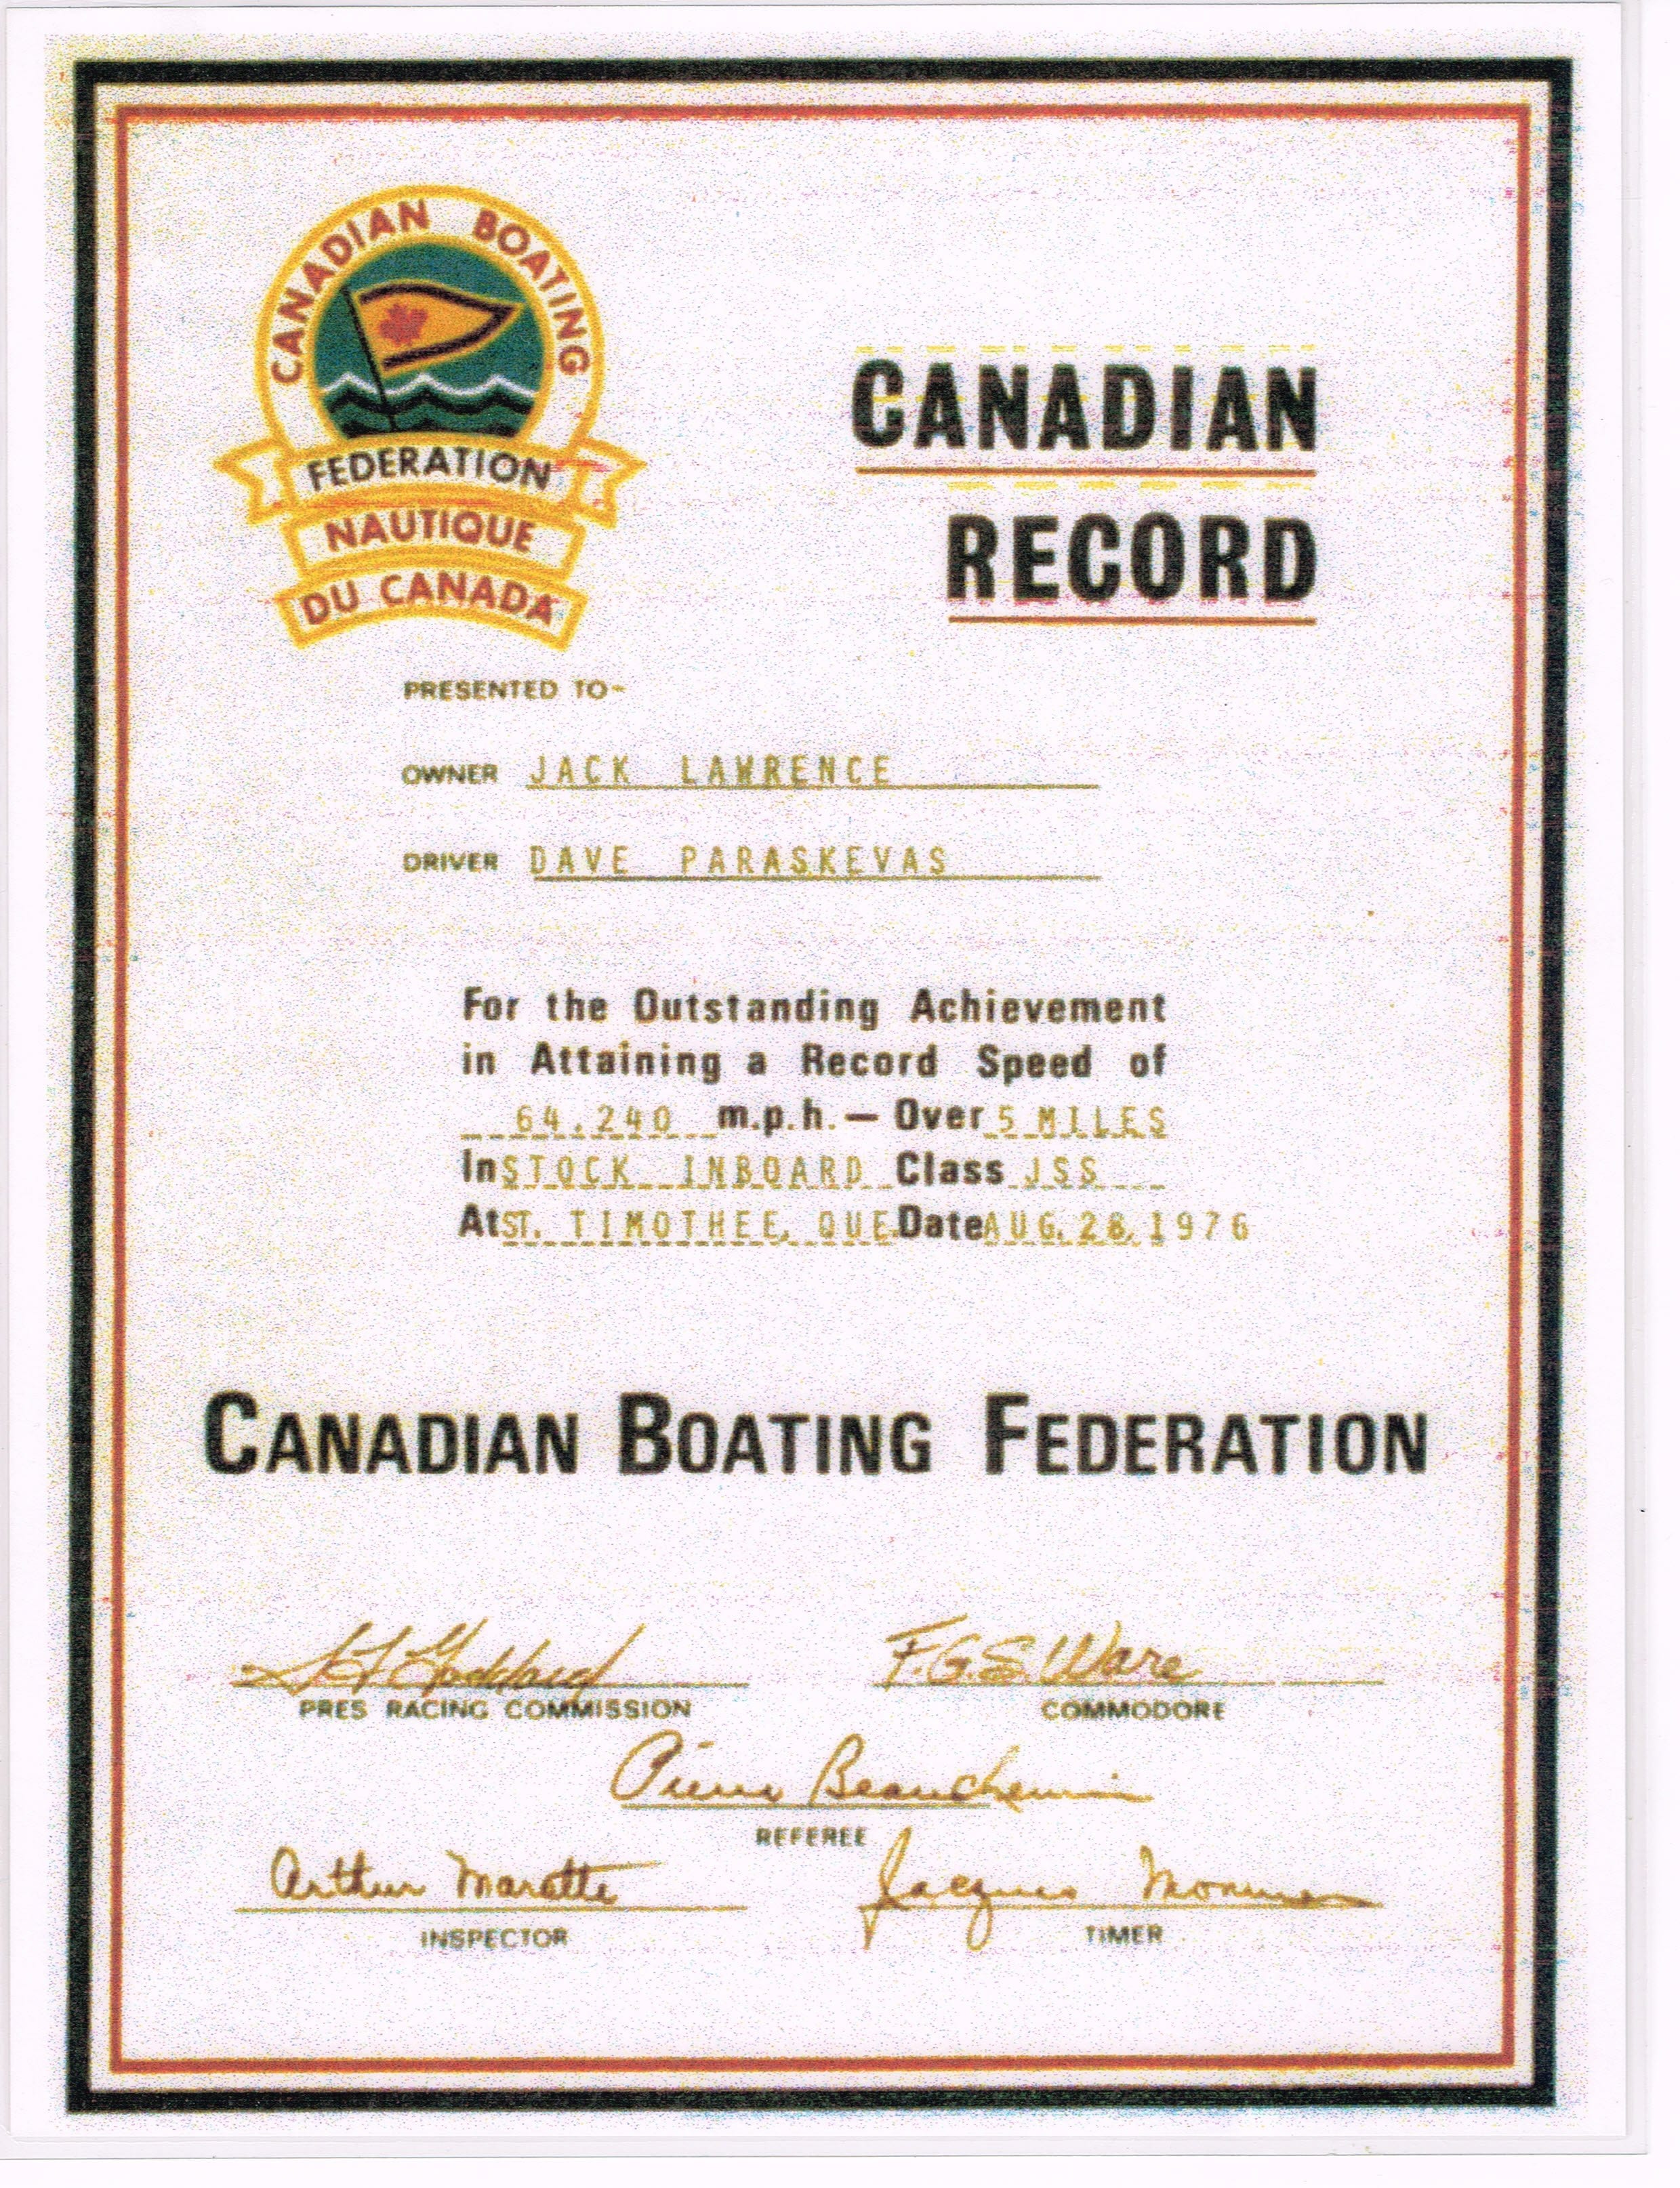 CANADIAN BOATING
FEDERATION
NAUTIQUE
DU CANADA
CANADIAN
RECORD
PRESENTED TO-
OWNER JACK LAWRENCE
DRIVER DAVE PARASKEVAS
For the Outstanding Achievement
in Attaining a Record Speed of
64.240 m.p.h. — Over 5 MILES
In STOCK INBOARD Class JSS
At ST. TIMOTHEE, QUE. Date AUG. 28, 1976
CANADIAN BOATING FEDERATION
F.G.S. Ware
PRES RACING COMMISSION COMMODORE
Pierre Beauchemin
REFEREE
Arthur Marette Jacques
INSPECTOR TIMER